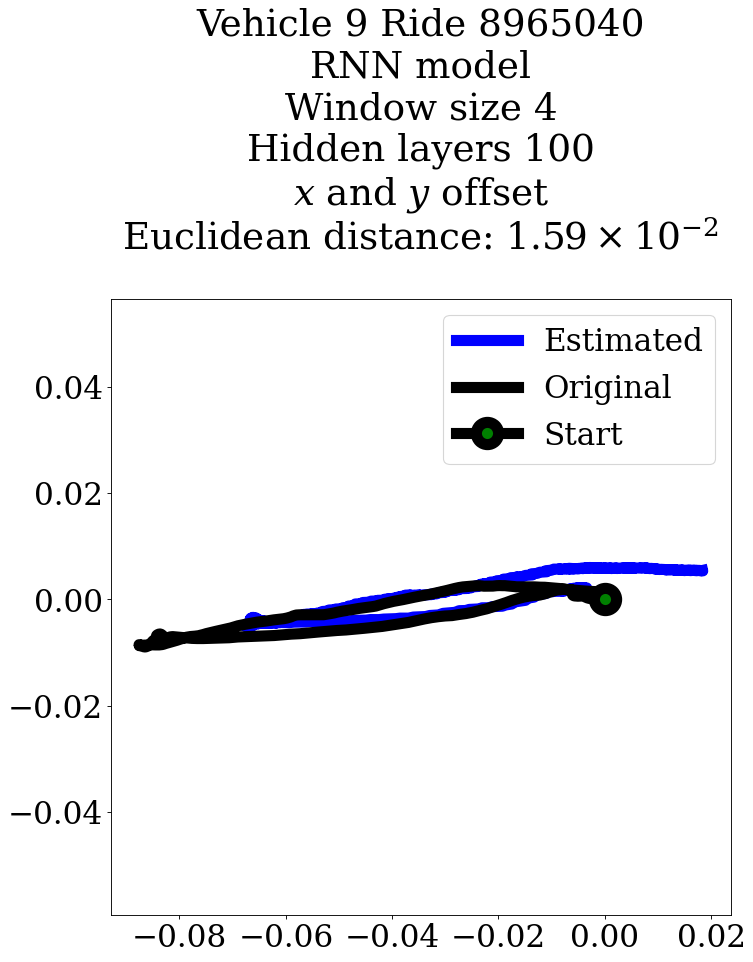 Vehicle 9 Ride 8965040
RNN model
Window size 4
Hidden layers 100
x and y offset
Euclidean distance: 1.59 × 10⁻²
Estimated
Original
Start
0.04
0.02
0.00
−0.02
−0.04
−0.08 −0.06 −0.04 −0.02 0.00 0.02